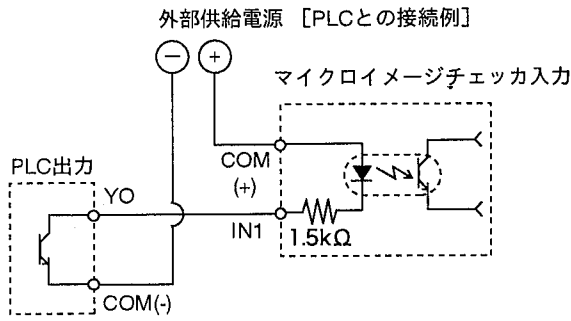 外部供給電源 [PLCとの接続例]
－ +
マイクロイメージチェッカ入力
COM
(+)
PLC出力
YO
IN1
1.5kΩ
COM(-)